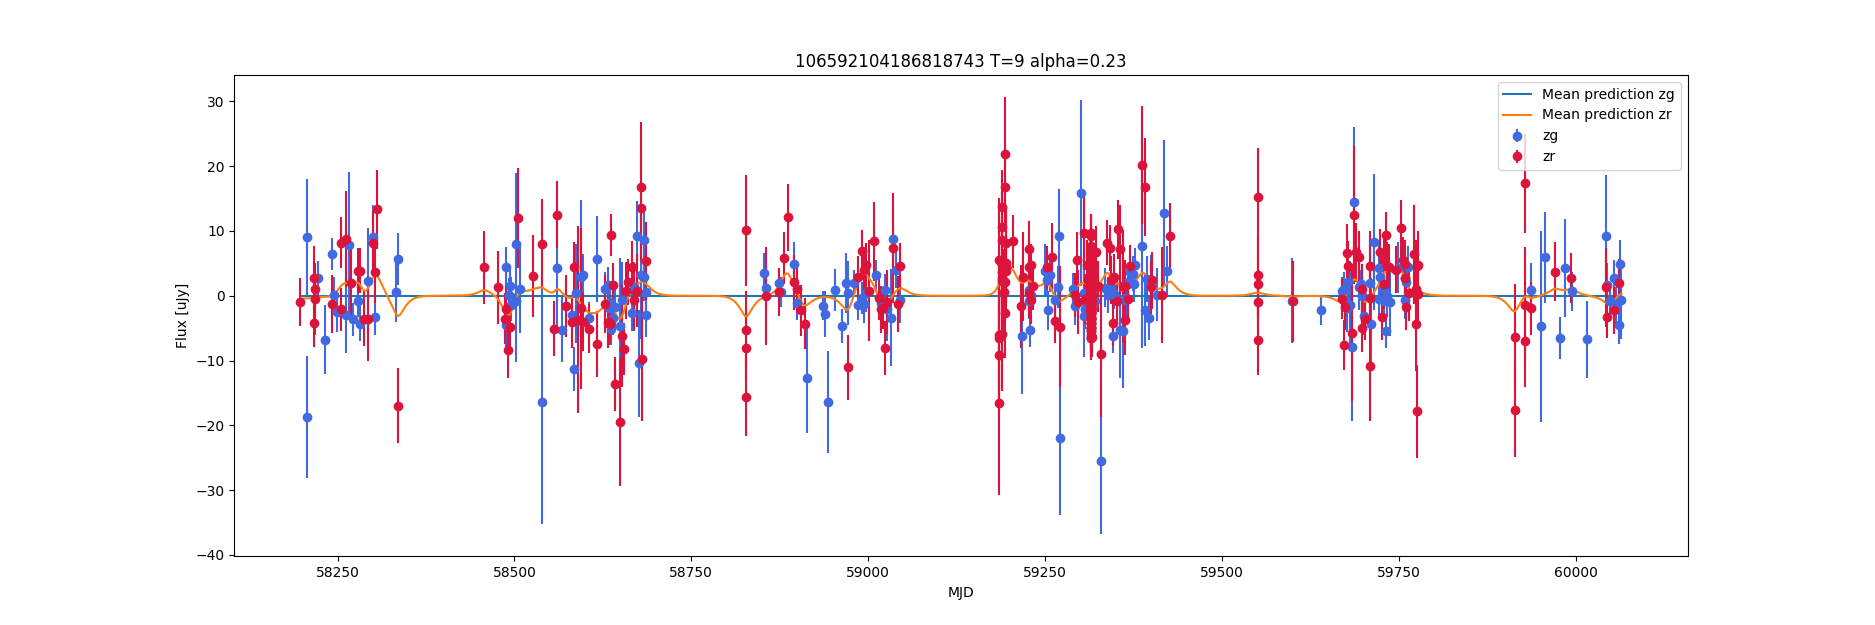 106592104186818743 T=9 alpha=0.23
Mean prediction zg
Mean prediction zr
zg
zr
30
20
10
0
−10
−20
−30
−40
Flux [uJy]
58250 58500 58750 59000 59250 59500 59750 60000
MJD